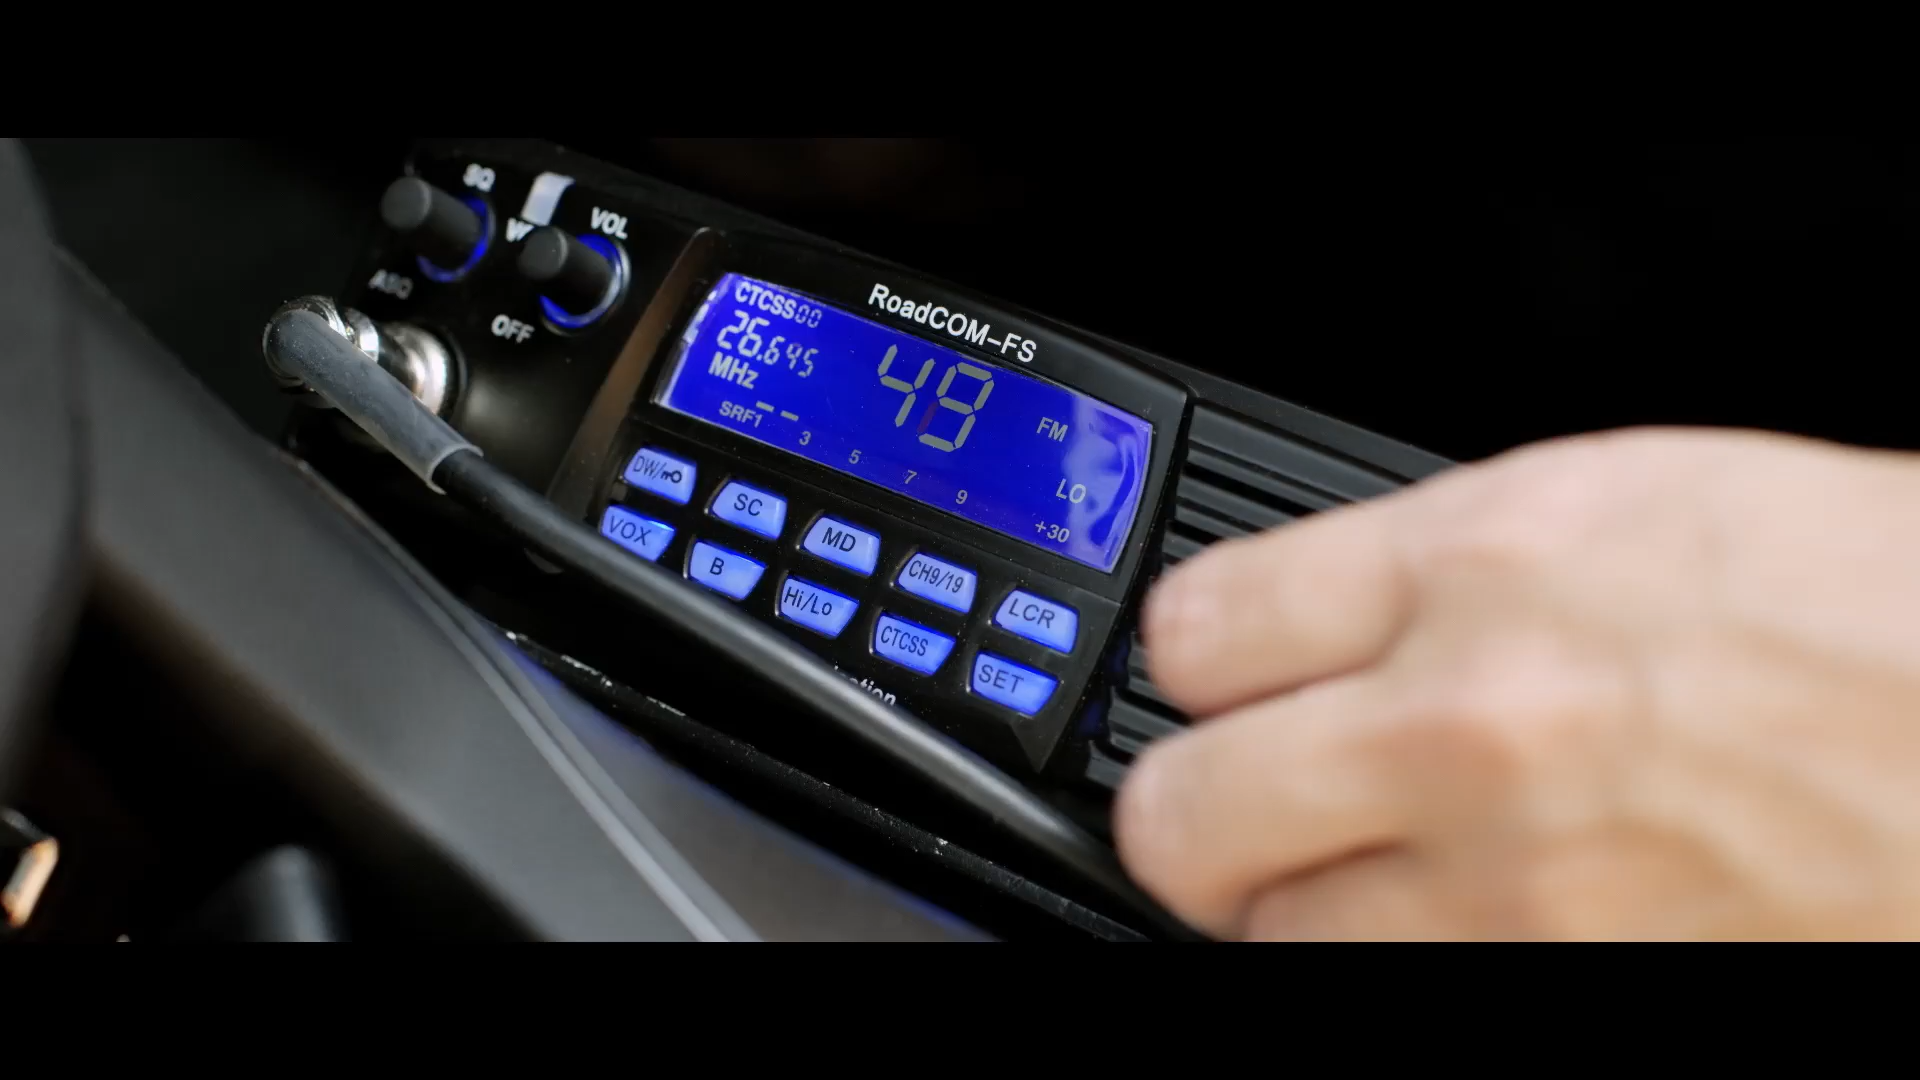 SQ
VOL
ASQ
OFF
RoadCOM-FS
CTCSS00
26.645
MHz
48
FM
LO
SRF1 3 5 7 9 +30
DW/
SC
MD
CH9/19
LCR
VOX
B
Hi/Lo
CTCSS
SET